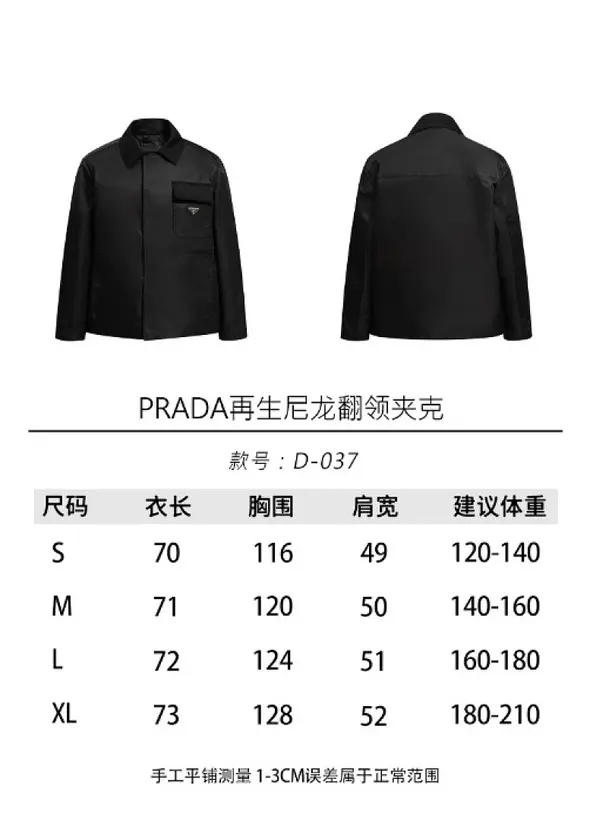 PRADA再生尼龙翻领夹克
款号：D-037
尺码 衣长 胸围 肩宽 建议体重
S 70 116 49 120-140
M 71 120 50 140-160
L 72 124 51 160-180
XL 73 128 52 180-210
手工平铺测量 1-3CM误差属于正常范围